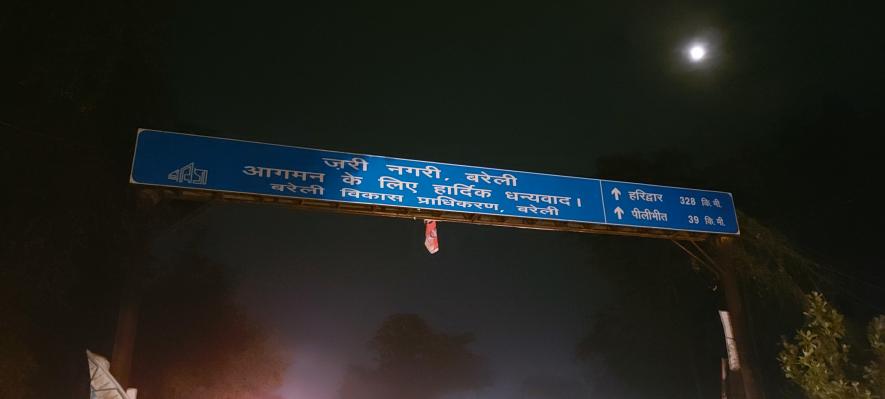 ज़री नगरी, बरेली
आगमन के लिए हार्दिक धन्यवाद।
बरेली विकास प्राधिकरण, बरेली
↑ हरिद्वार 328 कि.मी.
↑ पीलीभीत 39 कि.मी.